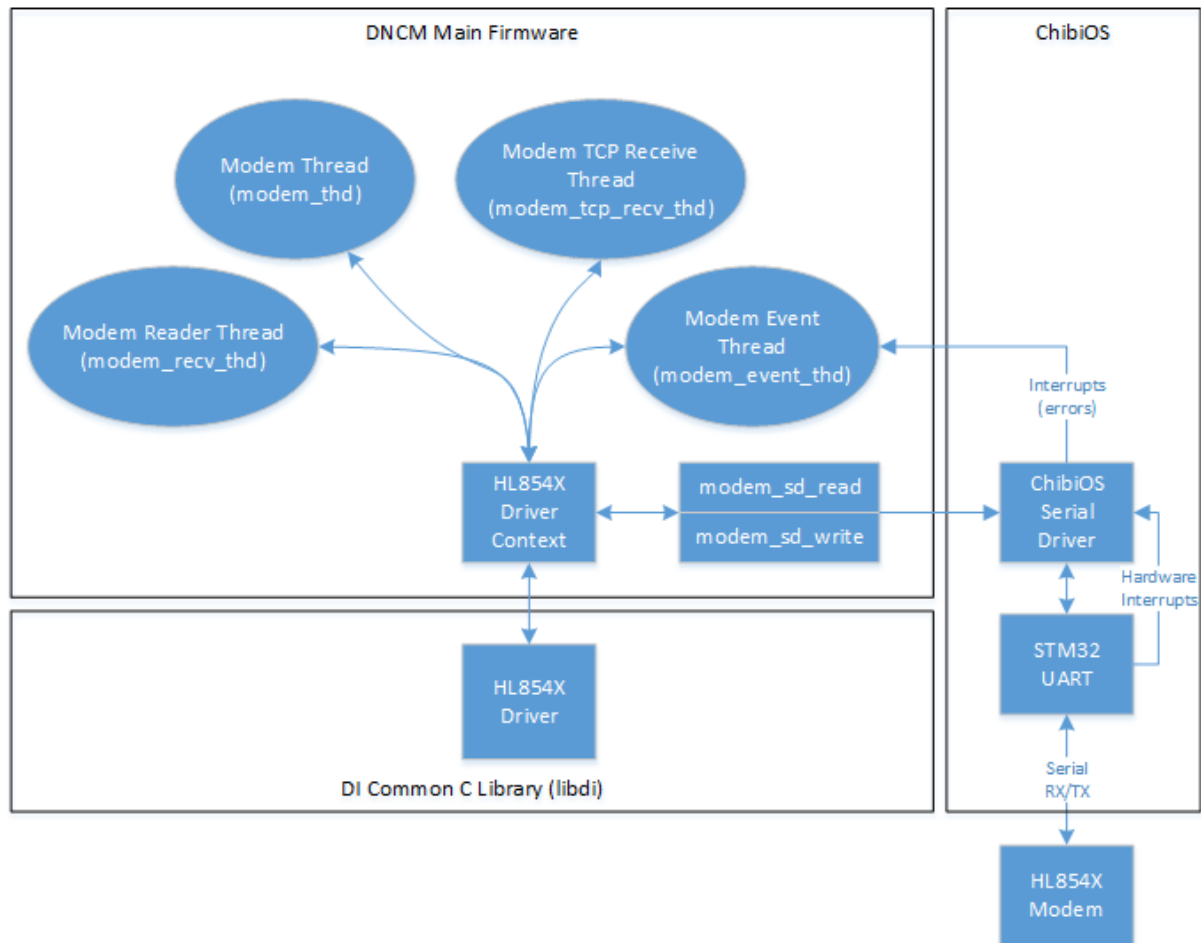 DNCM Main Firmware
ChibiOS
Modem Thread
(modem_thd)
Modem TCP Receive
Thread
(modem_tcp_recv_thd)
Modem Reader Thread
(modem_recv_thd)
Modem Event
Thread
(modem_event_thd)
Interrupts
(errors)
HL854X
Driver
Context
modem_sd_read
modem_sd_write
ChibiOS
Serial
Driver
Hardware
Interrupts
STM32
UART
HL854X
Driver
DI Common C Library (libdi)
Serial
RX/TX
HL854X
Modem